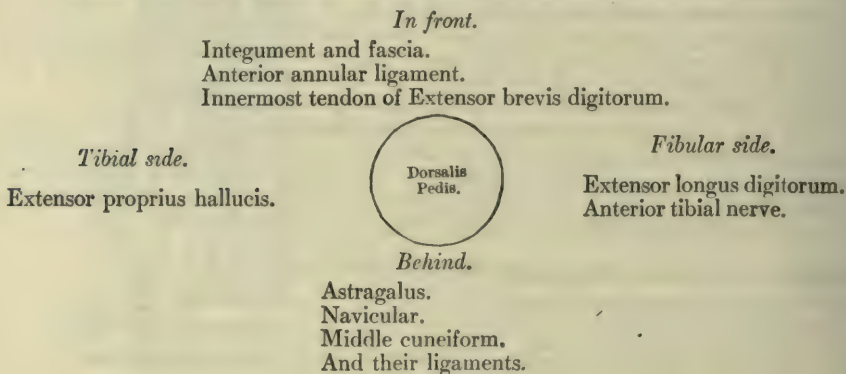 In front.
Integument and fascia.
Anterior annular ligament.
Innermost tendon of Extensor brevis digitorum.
Tibial side.
Extensor proprius hallucis.
Dorsalis
Pedis.
Fibular side.
Extensor longus digitorum.
Anterior tibial nerve.
Behind.
Astragalus.
Navicular.
Middle cuneiform.
And their ligaments.